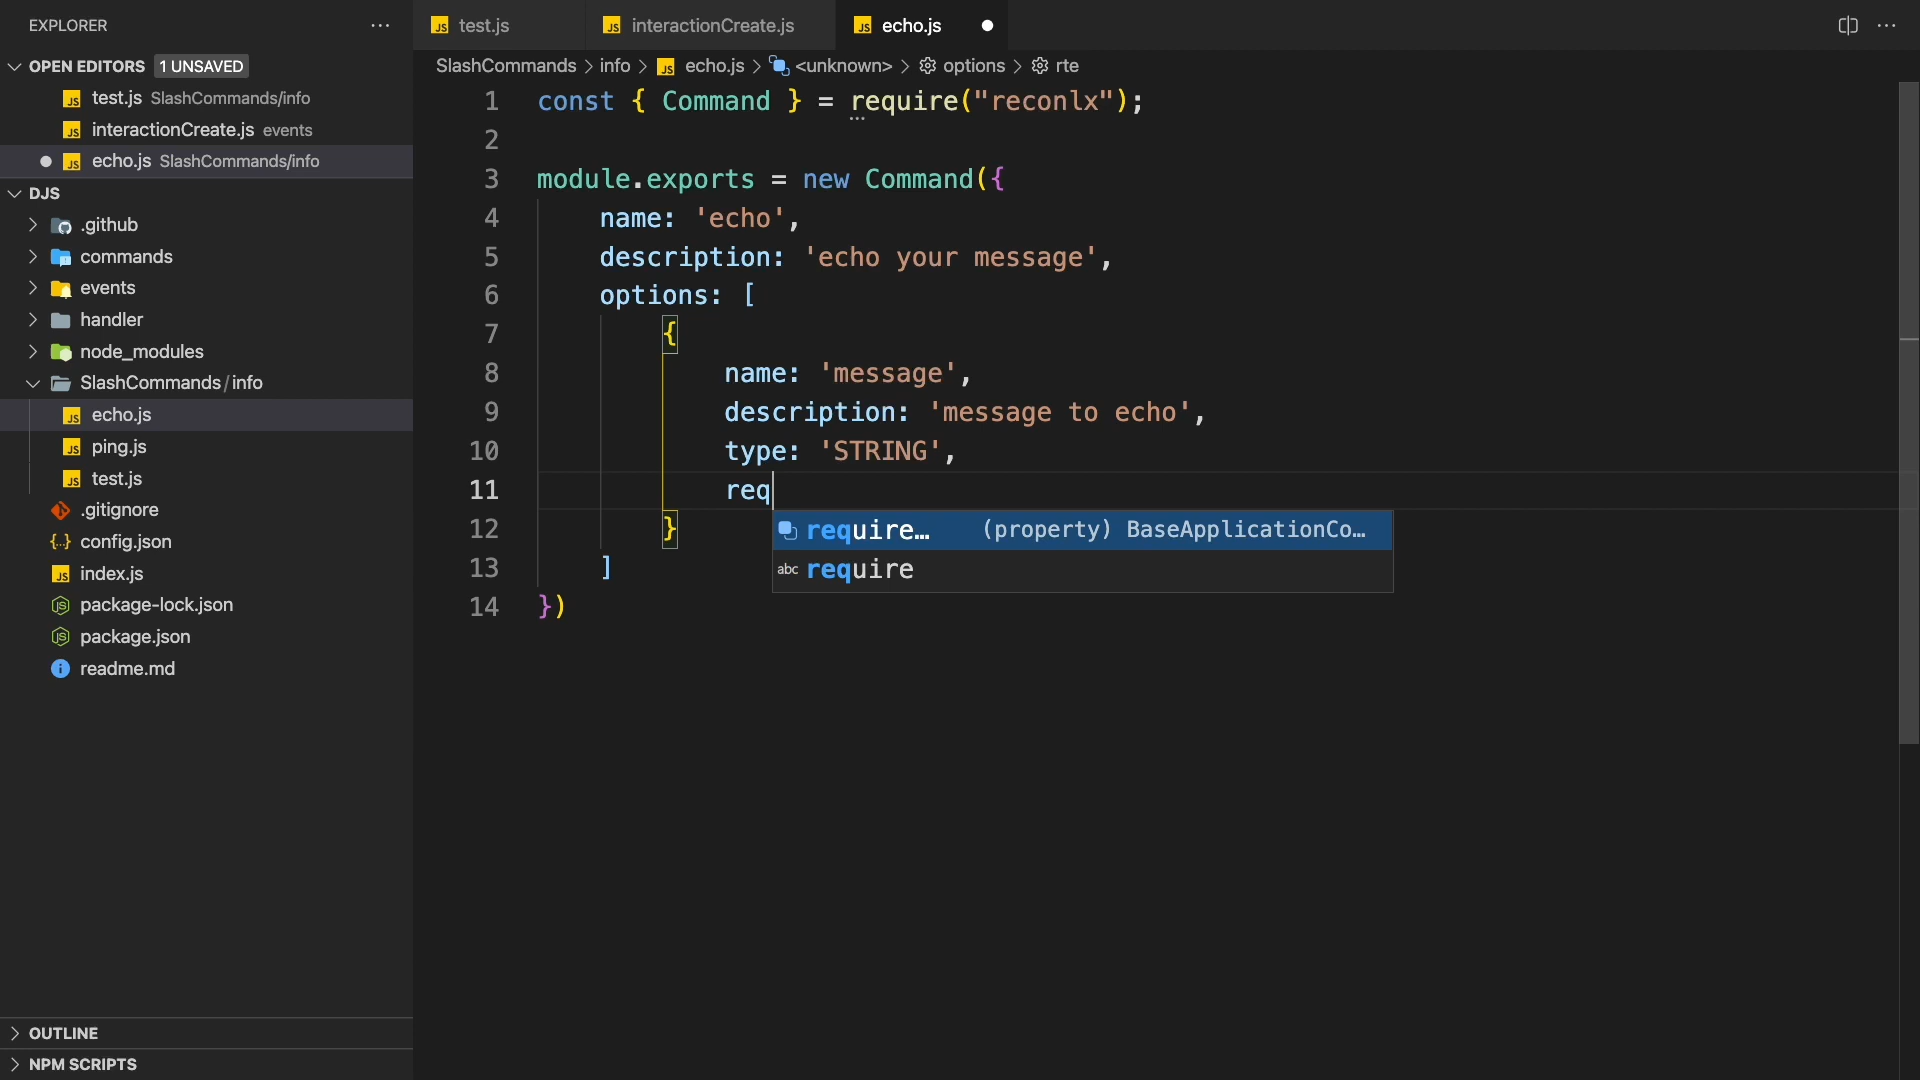 EXPLORER
OPEN EDITORS 1 UNSAVED
test.js SlashCommands/info
interactionCreate.js events
echo.js SlashCommands/info
DJS
.github
commands
events
handler
node_modules
SlashCommands / info
echo.js
ping.js
test.js
.gitignore
config.json
index.js
package-lock.json
package.json
readme.md
OUTLINE
NPM SCRIPTS
test.js interactionCreate.js echo.js
SlashCommands > info > echo.js > <unknown> > options > rte
1 const { Command } = require("reconlx");
2
3 module.exports = new Command({
4 name: 'echo',
5 description: 'echo your message',
6 options: [
7 {
8 name: 'message',
9 description: 'message to echo',
10 type: 'STRING',
11 req
12 }
13 ]
14 })
require… (property) BaseApplicationCo…
abc require